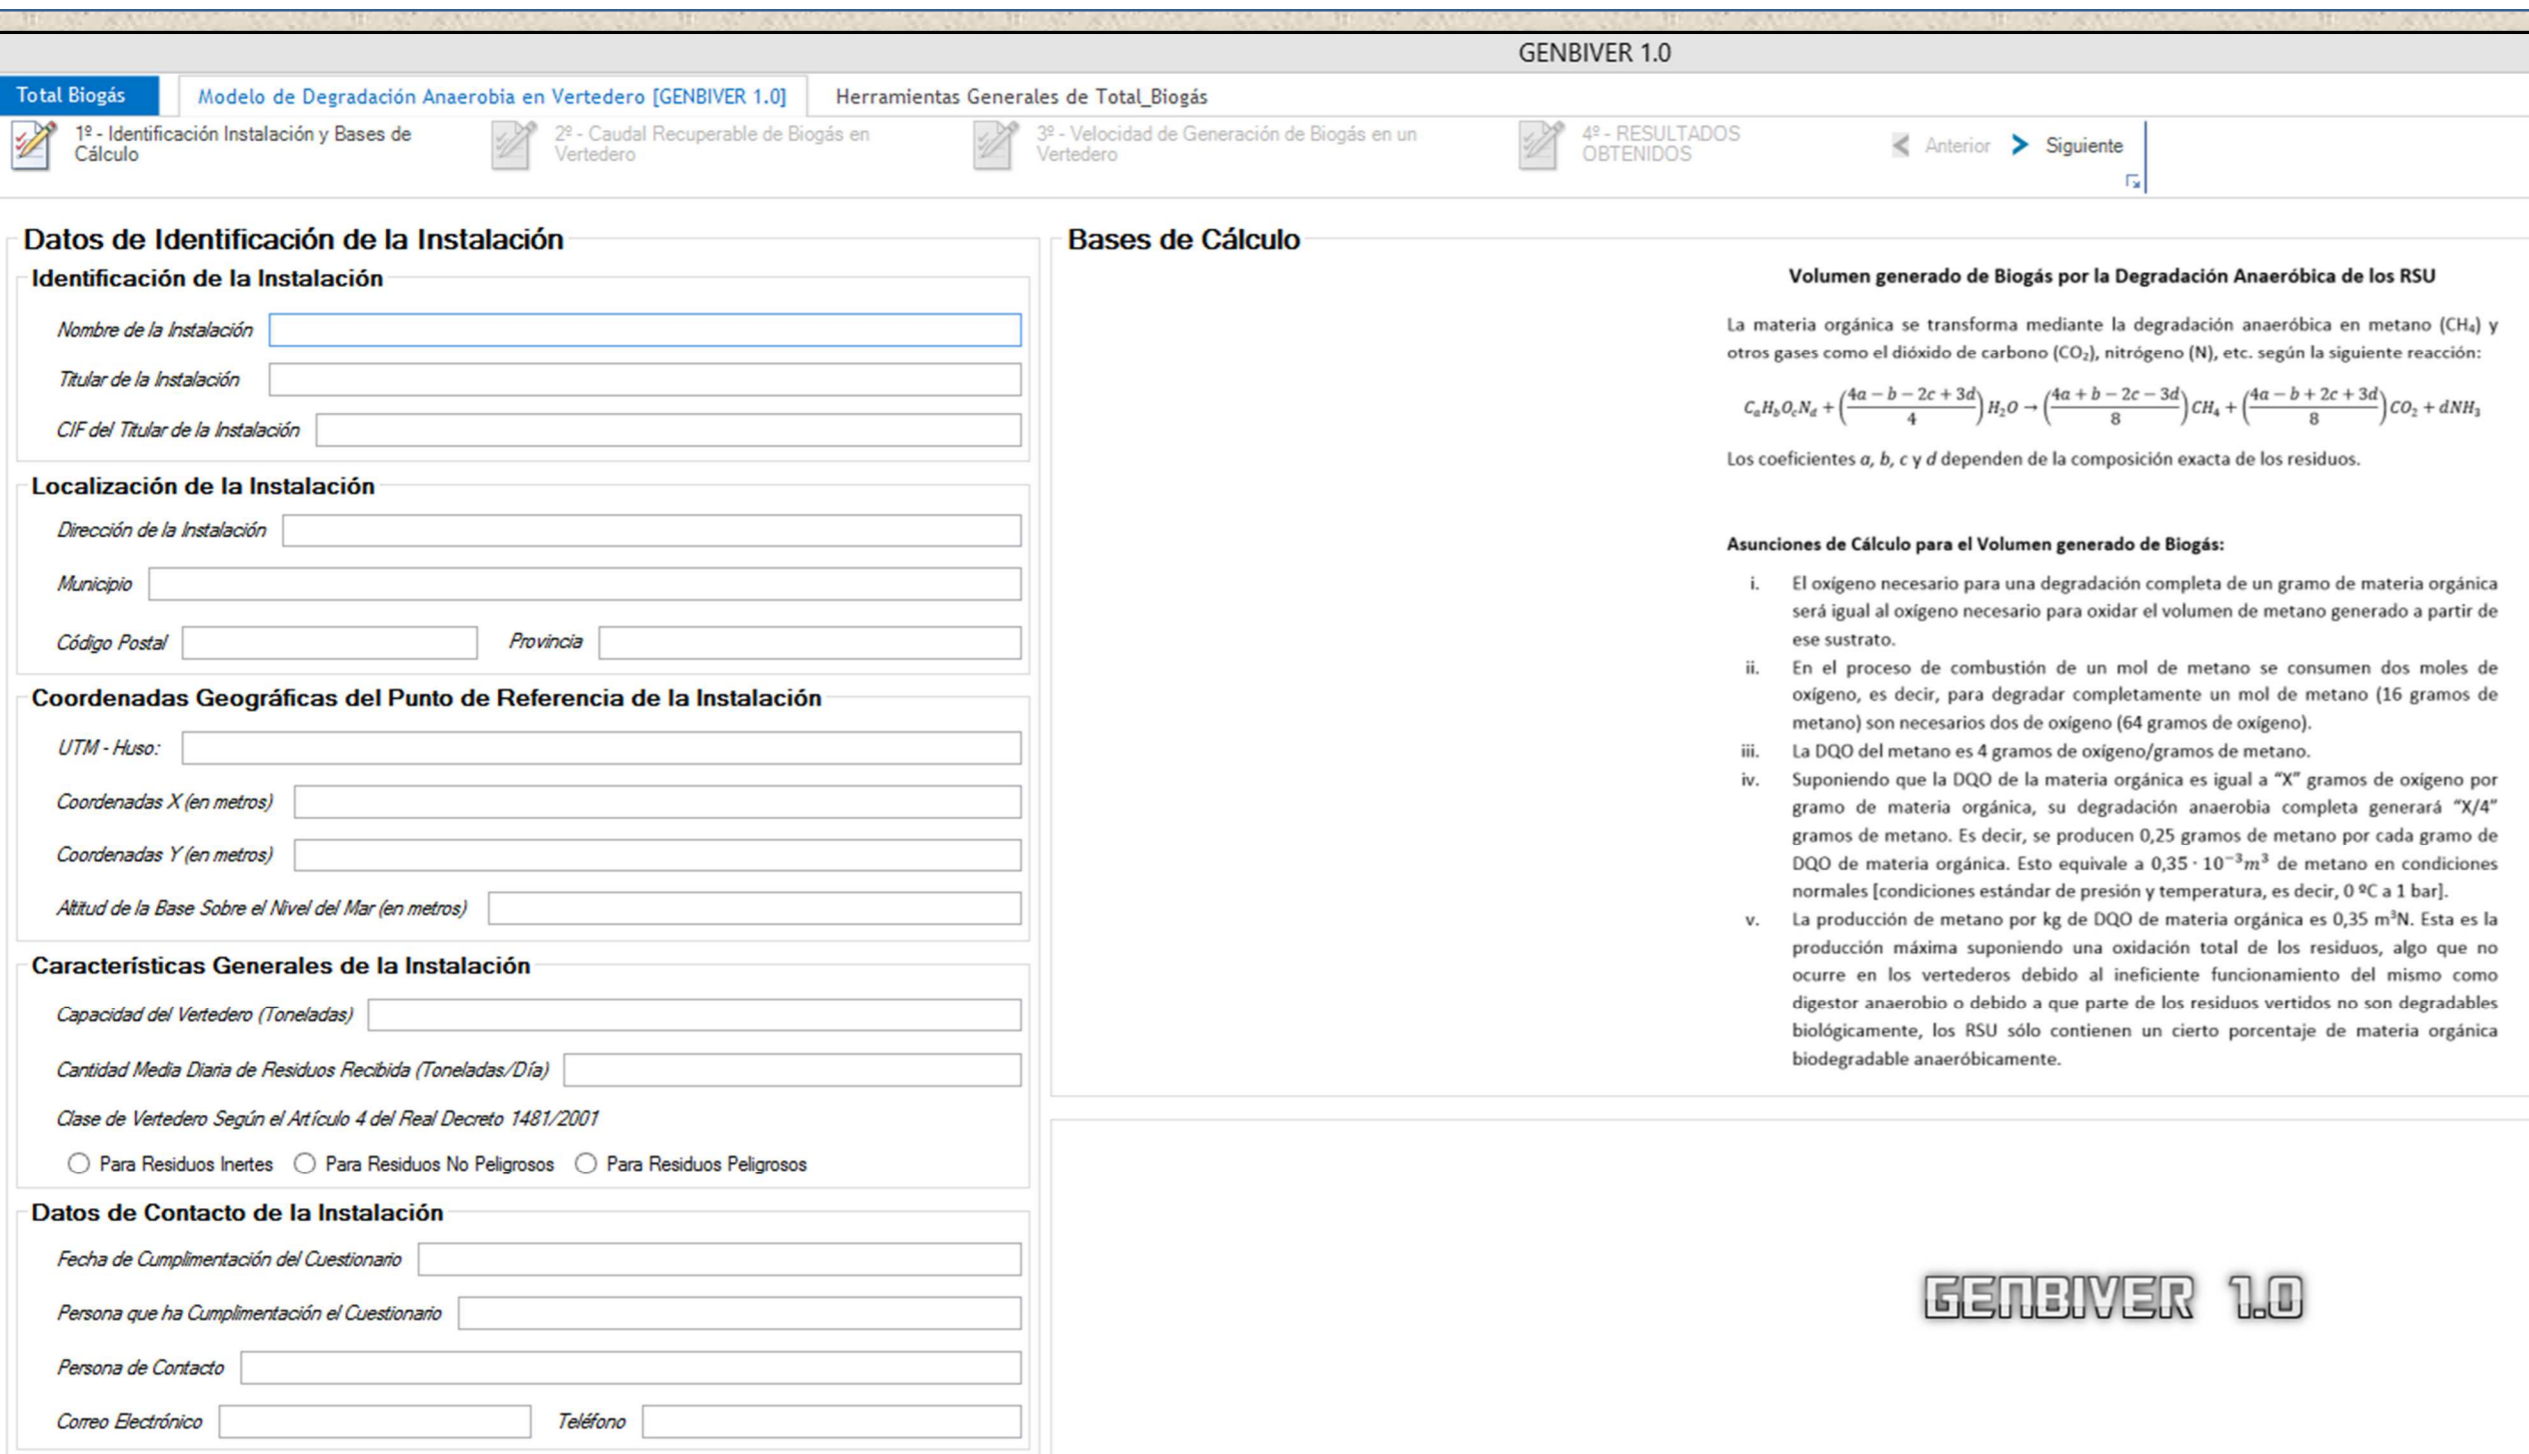 GENBIVER 1.0
Total Biogás
Modelo de Degradación Anaerobia en Vertedero [GENBIVER 1.0]
Herramientas Generales de Total_Biogás
1º - Identificación Instalación y Bases de
Cálculo
2º - Caudal Recuperable de Biogás en
Vertedero
3º - Velocidad de Generación de Biogás en un
Vertedero
4º - RESULTADOS
OBTENIDOS
Anterior
Siguiente
Datos de Identificación de la Instalación
Identificación de la Instalación
Nombre de la Instalación
Titular de la Instalación
CIF del Titular de la Instalación
Localización de la Instalación
Dirección de la Instalación
Municipio
Código Postal
Provincia
Coordenadas Geográficas del Punto de Referencia de la Instalación
UTM - Huso:
Coordenadas X (en metros)
Coordenadas Y (en metros)
Altitud de la Base Sobre el Nivel del Mar (en metros)
Características Generales de la Instalación
Capacidad del Vertedero (Toneladas)
Cantidad Media Diaria de Residuos Recibida (Toneladas/Día)
Clase de Vertedero Según el Artículo 4 del Real Decreto 1481/2001
Para Residuos Inertes
Para Residuos No Peligrosos
Para Residuos Peligrosos
Datos de Contacto de la Instalación
Fecha de Cumplimentación del Cuestionario
Persona que ha Cumplimentación el Cuestionario
Persona de Contacto
Correo Electrónico
Teléfono
Bases de Cálculo
Volumen generado de Biogás por la Degradación Anaeróbica de los RSU
La materia orgánica se transforma mediante la degradación anaeróbica en metano (CH₄) y
otros gases como el dióxido de carbono (CO₂), nitrógeno (N), etc. según la siguiente reacción:
CₐH_bO_cN_d + ((4a − b − 2c + 3d)/4) H₂O → ((4a + b − 2c − 3d)/8) CH₄ + ((4a − b + 2c + 3d)/8) CO₂ + dNH₃
Los coeficientes a, b, c y d dependen de la composición exacta de los residuos.
Asunciones de Cálculo para el Volumen generado de Biogás:
i. El oxígeno necesario para una degradación completa de un gramo de materia orgánica
será igual al oxígeno necesario para oxidar el volumen de metano generado a partir de
ese sustrato.
ii. En el proceso de combustión de un mol de metano se consumen dos moles de
oxígeno, es decir, para degradar completamente un mol de metano (16 gramos de
metano) son necesarios dos de oxígeno (64 gramos de oxígeno).
iii. La DQO del metano es 4 gramos de oxígeno/gramos de metano.
iv. Suponiendo que la DQO de la materia orgánica es igual a “X” gramos de oxígeno por
gramo de materia orgánica, su degradación anaerobia completa generará “X/4”
gramos de metano. Es decir, se producen 0,25 gramos de metano por cada gramo de
DQO de materia orgánica. Esto equivale a 0,35 · 10⁻³m³ de metano en condiciones
normales [condiciones estándar de presión y temperatura, es decir, 0 ºC a 1 bar].
v. La producción de metano por kg de DQO de materia orgánica es 0,35 m³N. Esta es la
producción máxima suponiendo una oxidación total de los residuos, algo que no
ocurre en los vertederos debido al ineficiente funcionamiento del mismo como
digestor anaerobio o debido a que parte de los residuos vertidos no son degradables
biológicamente, los RSU sólo contienen un cierto porcentaje de materia orgánica
biodegradable anaeróbicamente.
GENBIVER 1.0